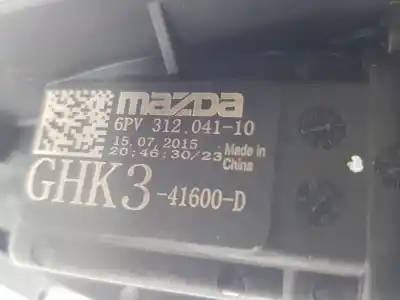 mazda
6PV 312.041-10
15.07.2015
20:46:30/23
Made in
China
GHK3-41600-D